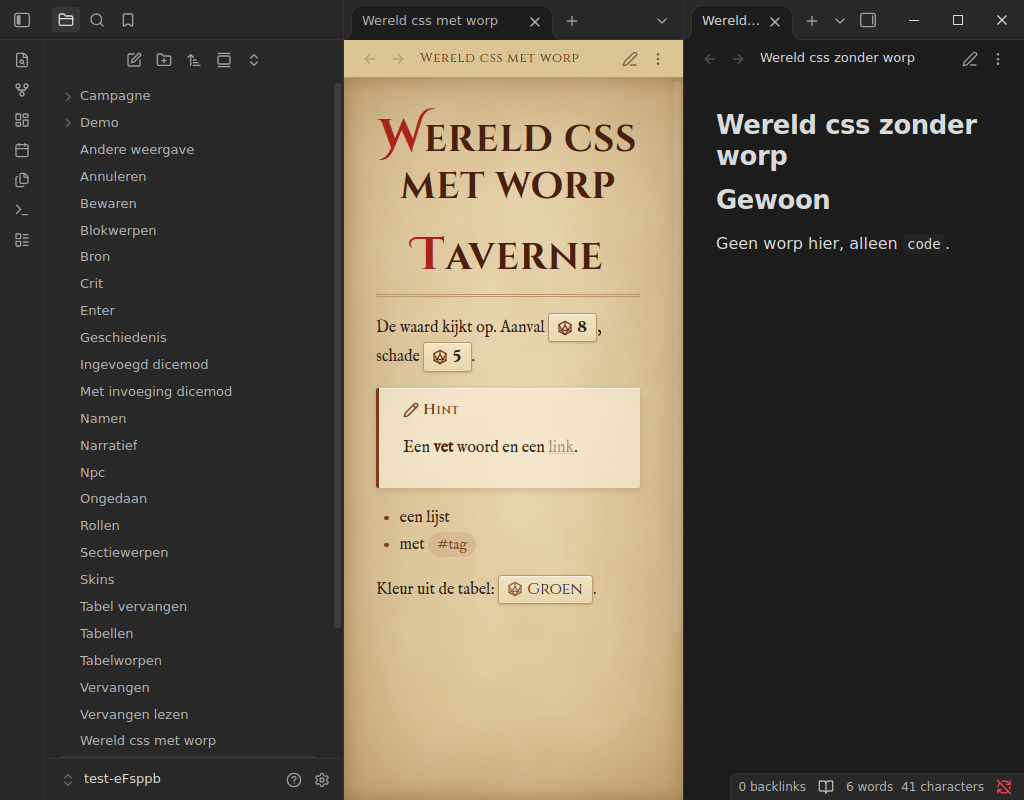 Wereld css met worp
Wereld...
Campagne
Demo
Andere weergave
Annuleren
Bewaren
Blokwerpen
Bron
Crit
Enter
Geschiedenis
Ingevoegd dicemod
Met invoeging dicemod
Namen
Narratief
Npc
Ongedaan
Rollen
Sectiewerpen
Skins
Tabel vervangen
Tabellen
Tabelworpen
Vervangen
Vervangen lezen
Wereld css met worp
test-eFsppb
Wereld css met worp
Wereld css
met worp
Taverne
De waard kijkt op. Aanval 8,
schade 5.
Hint
Een vet woord en een link.
• een lijst
• met #tag
Kleur uit de tabel: Groen.
Wereld css zonder worp
Wereld css zonder
worp
Gewoon
Geen worp hier, alleen code.
0 backlinks 6 words 41 characters